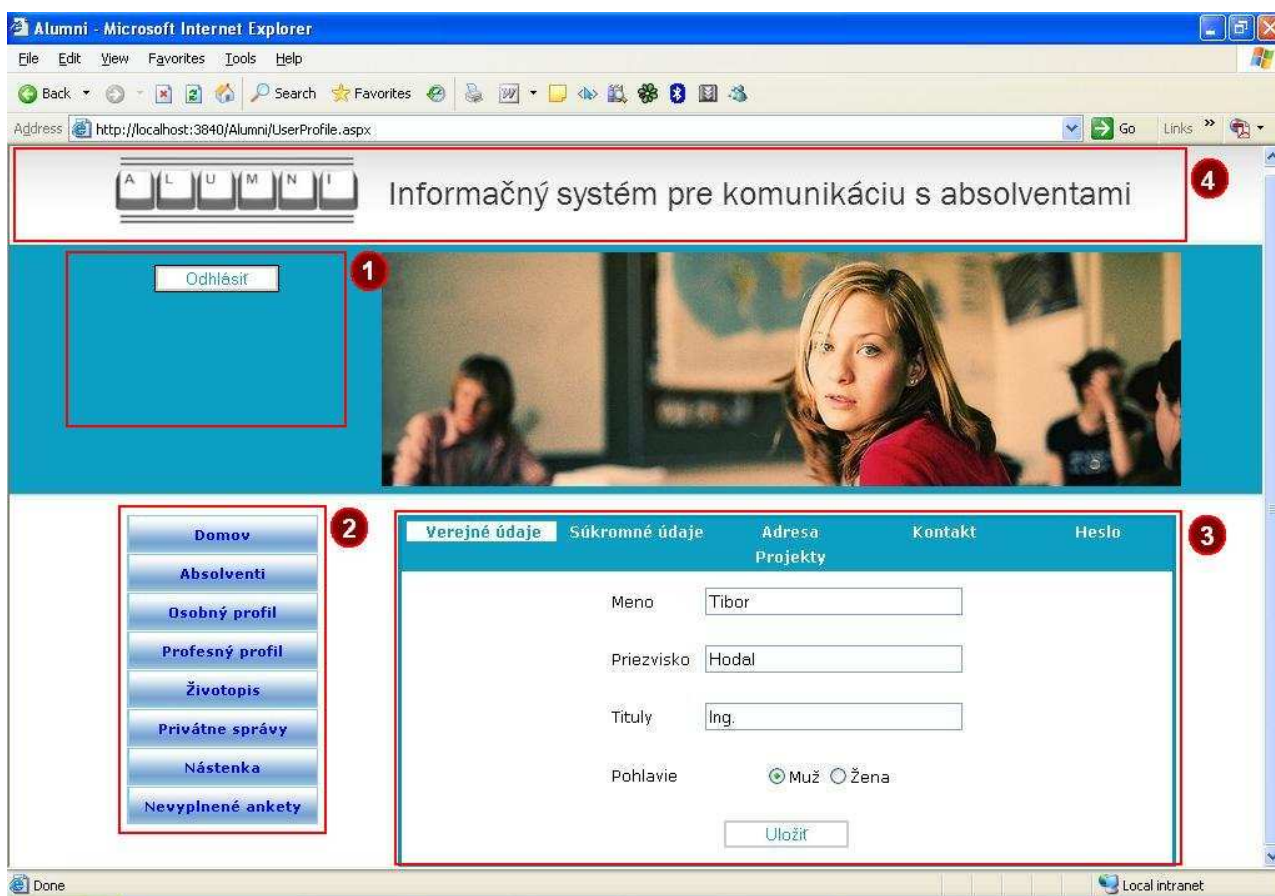 Alumni - Microsoft Internet Explorer
File Edit View Favorites Tools Help
Back Search Favorites
Address http://localhost:3840/Alumni/UserProfile.aspx Go Links »
A L U M N I
Informačný systém pre komunikáciu s absolventami
4
Odhlásiť
1
2
Domov
Absolventi
Osobný profil
Profesný profil
Životopis
Privátne správy
Nástenka
Nevyplnené ankety
Verejné údaje Súkromné údaje Adresa Kontakt Heslo
Projekty
3
Meno Tibor
Priezvisko Hodal
Tituly Ing.
Pohlavie Muž Žena
Uložiť
Done Local intranet